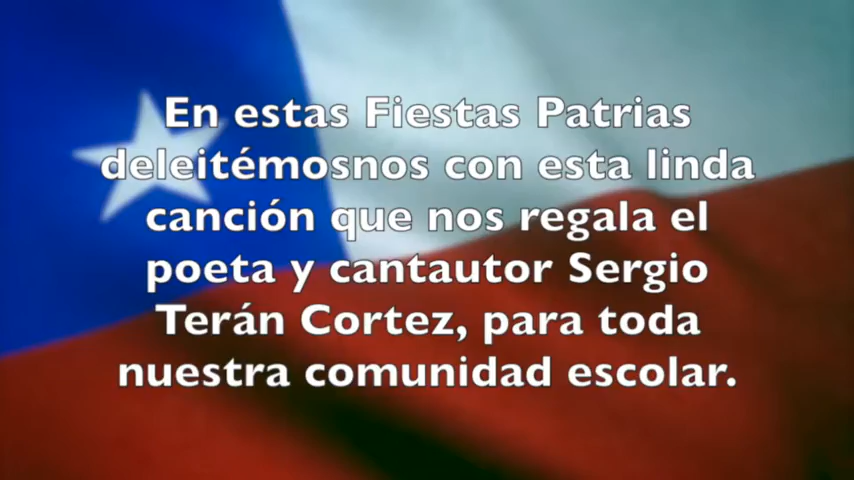 En estas Fiestas Patrias
deleitémosnos con esta linda
canción que nos regala el
poeta y cantautor Sergio
Terán Cortez, para toda
nuestra comunidad escolar.